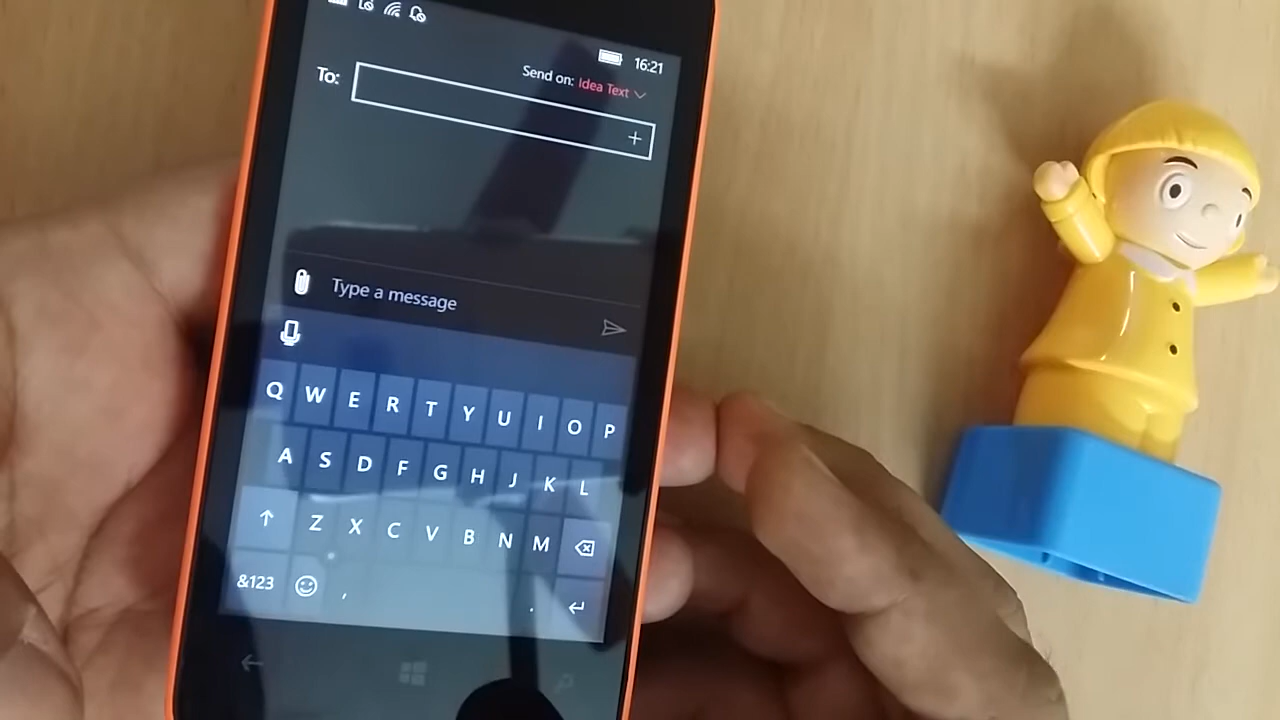 16:21
Send on: Idea Text
To:
Type a message
Q W E R T Y U I O P
A S D F G H J K L
Z X C V B N M
&123 , .